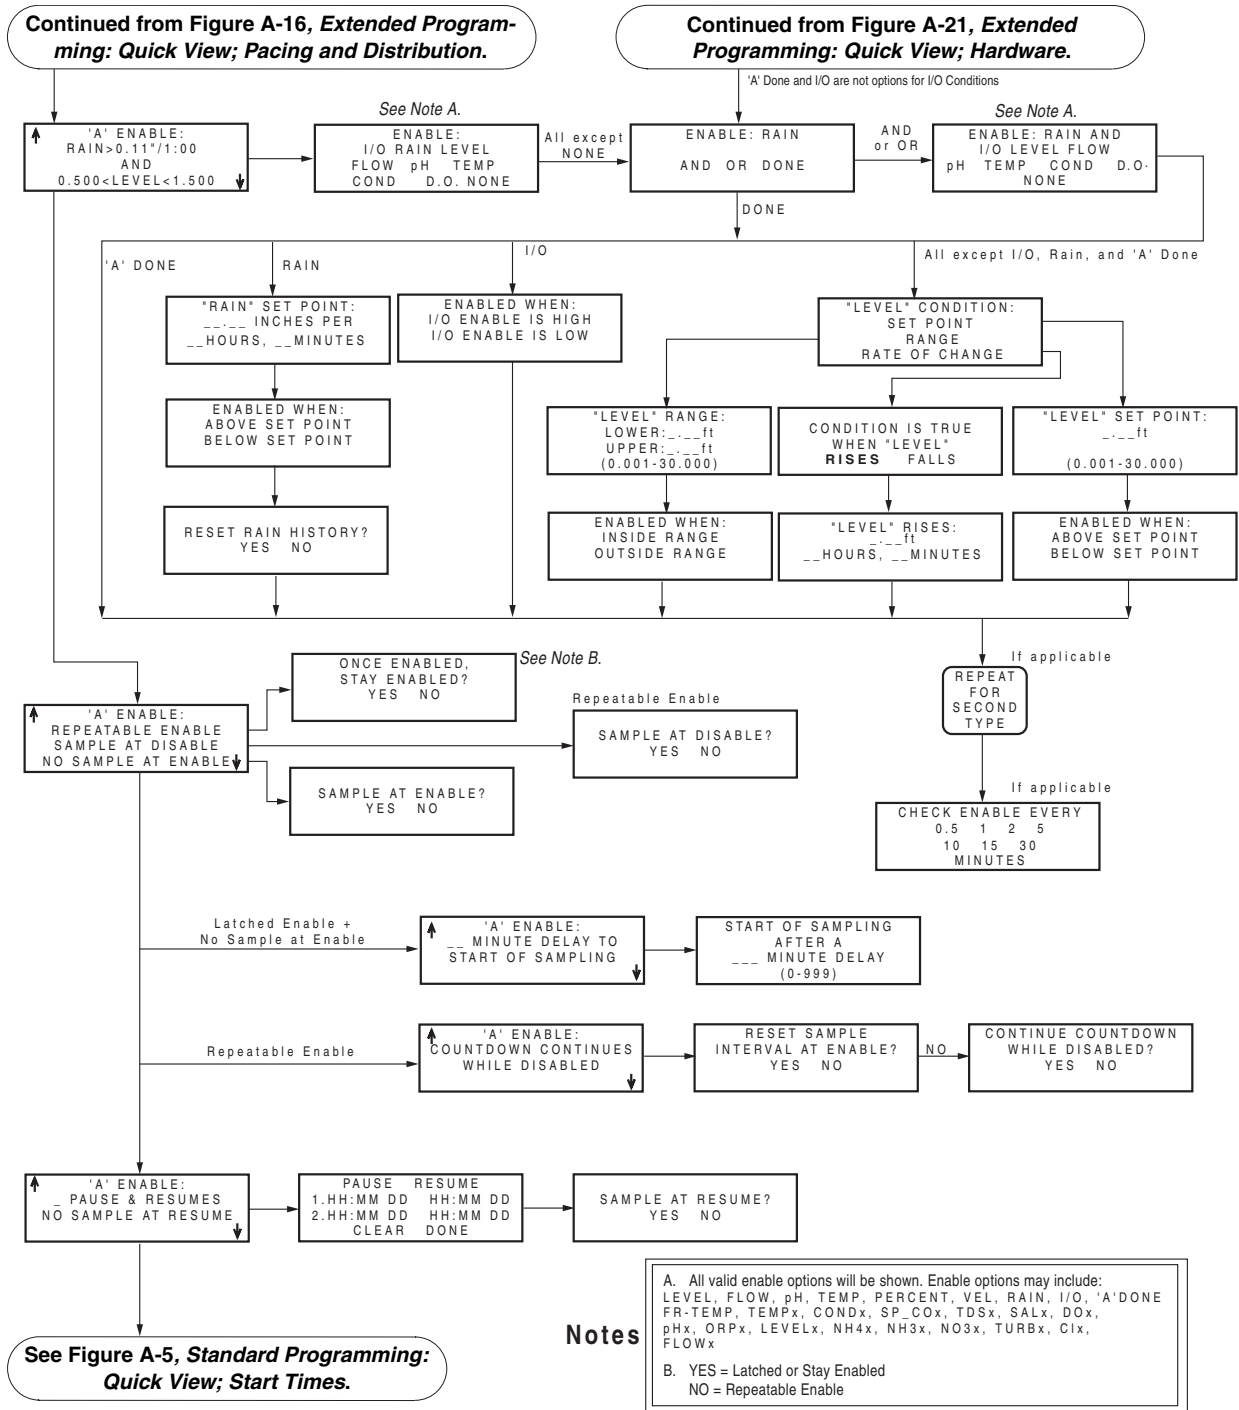 Continued from Figure A-16, Extended Program-
ming: Quick View; Pacing and Distribution.
Continued from Figure A-21, Extended
Programming: Quick View; Hardware.
'A' Done and I/O are not options for I/O Conditions
See Note A.
See Note A.
'A' ENABLE:
RAIN>0.11"/1:00
AND
0.500<LEVEL<1.500
ENABLE:
I/O RAIN LEVEL
FLOW pH TEMP
COND D.O. NONE
All except
NONE
ENABLE: RAIN
AND OR DONE
AND
or OR
ENABLE: RAIN AND
I/O LEVEL FLOW
pH TEMP COND D.O.
NONE
DONE
'A' DONE
RAIN
I/O
All except I/O, Rain, and 'A' Done
"RAIN" SET POINT:
__.__ INCHES PER
__HOURS, __MINUTES
ENABLED WHEN:
I/O ENABLE IS HIGH
I/O ENABLE IS LOW
"LEVEL" CONDITION:
SET POINT
RANGE
RATE OF CHANGE
ENABLED WHEN:
ABOVE SET POINT
BELOW SET POINT
"LEVEL" RANGE:
LOWER:_.__ft
UPPER:_.__ft
(0.001-30.000)
CONDITION IS TRUE
WHEN "LEVEL"
RISES FALLS
"LEVEL" SET POINT:
_.__ft
(0.001-30.000)
RESET RAIN HISTORY?
YES NO
ENABLED WHEN:
INSIDE RANGE
OUTSIDE RANGE
"LEVEL" RISES:
_.__ft
__HOURS, __MINUTES
ENABLED WHEN:
ABOVE SET POINT
BELOW SET POINT
ONCE ENABLED,
STAY ENABLED?
YES NO
See Note B.
If applicable
REPEAT
FOR
SECOND
TYPE
'A' ENABLE:
REPEATABLE ENABLE
SAMPLE AT DISABLE
NO SAMPLE AT ENABLE
Repeatable Enable
SAMPLE AT DISABLE?
YES NO
SAMPLE AT ENABLE?
YES NO
If applicable
CHECK ENABLE EVERY
0.5 1 2 5
10 15 30
MINUTES
Latched Enable +
No Sample at Enable
'A' ENABLE:
__ MINUTE DELAY TO
START OF SAMPLING
START OF SAMPLING
AFTER A
___ MINUTE DELAY
(0-999)
Repeatable Enable
'A' ENABLE:
COUNTDOWN CONTINUES
WHILE DISABLED
RESET SAMPLE
INTERVAL AT ENABLE?
YES NO
NO
CONTINUE COUNTDOWN
WHILE DISABLED?
YES NO
'A' ENABLE:
_ PAUSE & RESUMES
NO SAMPLE AT RESUME
PAUSE RESUME
1.HH:MM DD HH:MM DD
2.HH:MM DD HH:MM DD
CLEAR DONE
SAMPLE AT RESUME?
YES NO
See Figure A-5, Standard Programming:
Quick View; Start Times.
Notes
A. All valid enable options will be shown. Enable options may include:
LEVEL, FLOW, pH, TEMP, PERCENT, VEL, RAIN, I/O, 'A'DONE
FR-TEMP, TEMPx, CONDx, SP_COx, TDSx, SALx, DOx,
pHx, ORPx, LEVELx, NH4x, NH3x, NO3x, TURBx, Clx,
FLOWx
B. YES = Latched or Stay Enabled
NO = Repeatable Enable